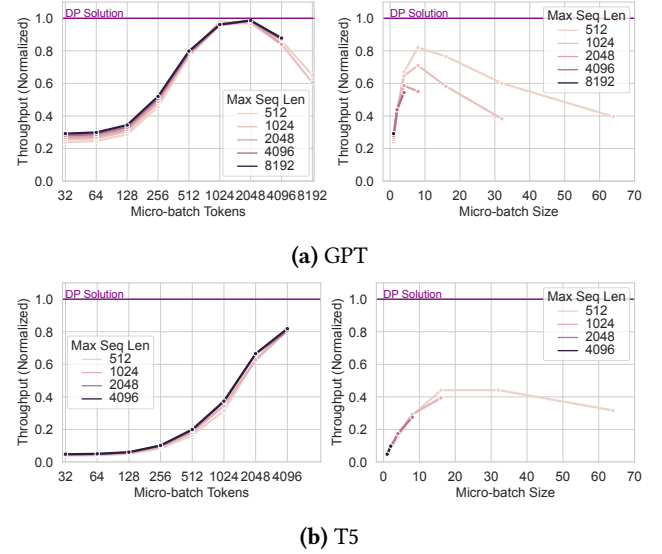 DP Solution
1.0
0.8
0.6
0.4
0.2
0.0
Throughput (Normalized)
Max Seq Len
512
1024
2048
4096
8192
32 64 128 256 512 1024 2048 4096 8192
Micro-batch Tokens
1.0
0.8
0.6
0.4
0.2
0.0
Throughput (Normalized)
Max Seq Len
512
1024
2048
4096
8192
0 10 20 30 40 50 60 70
Micro-batch Size
(a) GPT
DP Solution
1.0
0.8
0.6
0.4
0.2
0.0
Throughput (Normalized)
Max Seq Len
512
1024
2048
4096
32 64 128 256 512 1024 2048 4096
Micro-batch Tokens
DP Solution
1.0
0.8
0.6
0.4
0.2
0.0
Throughput (Normalized)
Max Seq Len
512
1024
2048
4096
0 10 20 30 40 50 60 70
Micro-batch Size
(b) T5